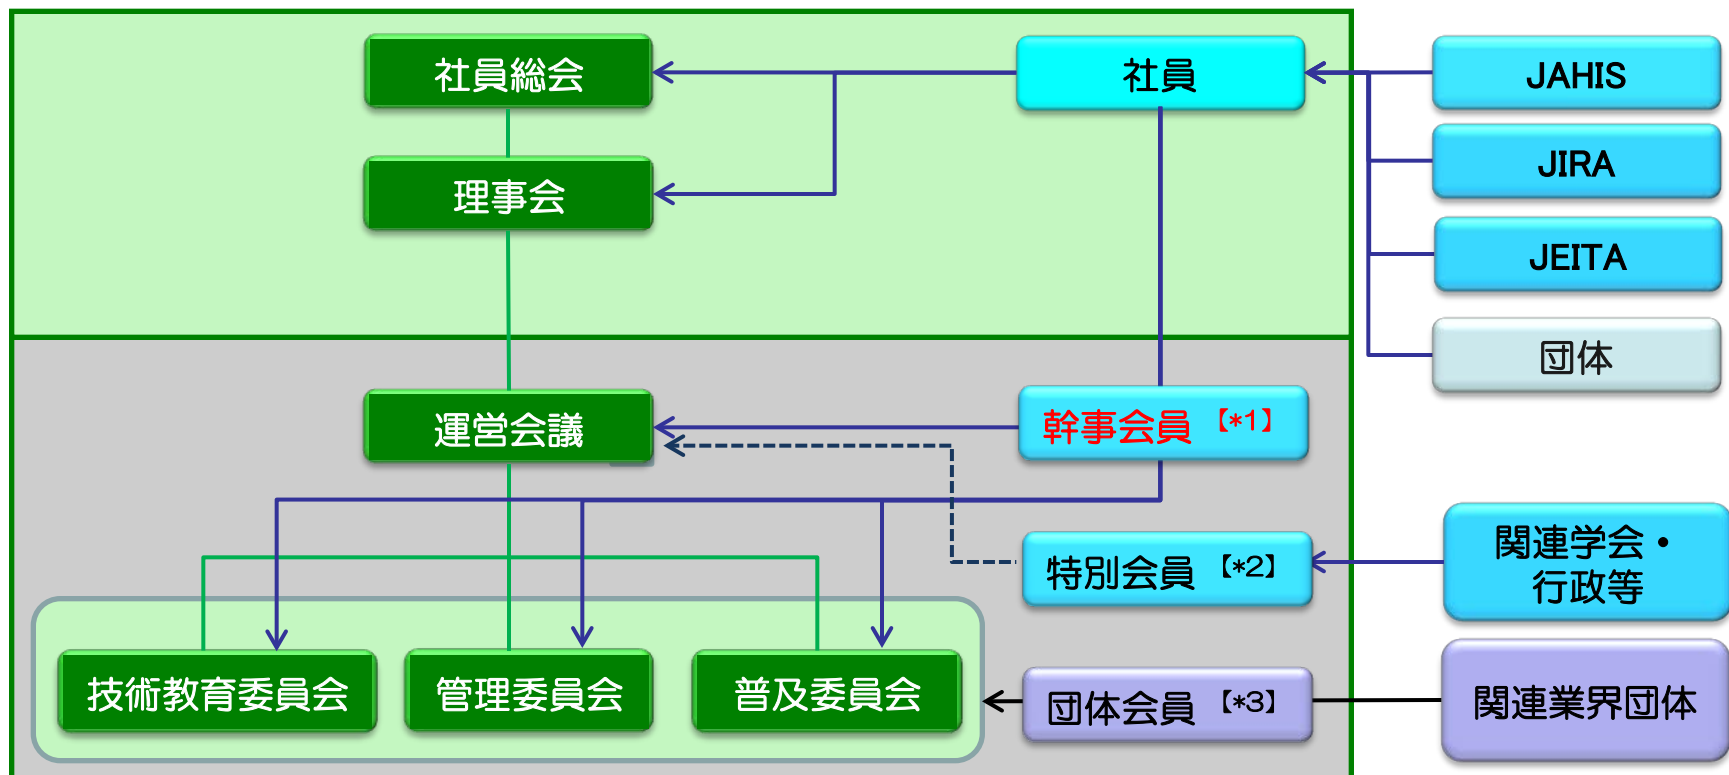 社員総会
社員
JAHIS
JIRA
理事会
JEITA
団体
運営会議
幹事会員 【*1】
特別会員 【*2】
関連学会・
行政等
技術教育委員会
管理委員会
普及委員会
団体会員 【*3】
関連業界団体